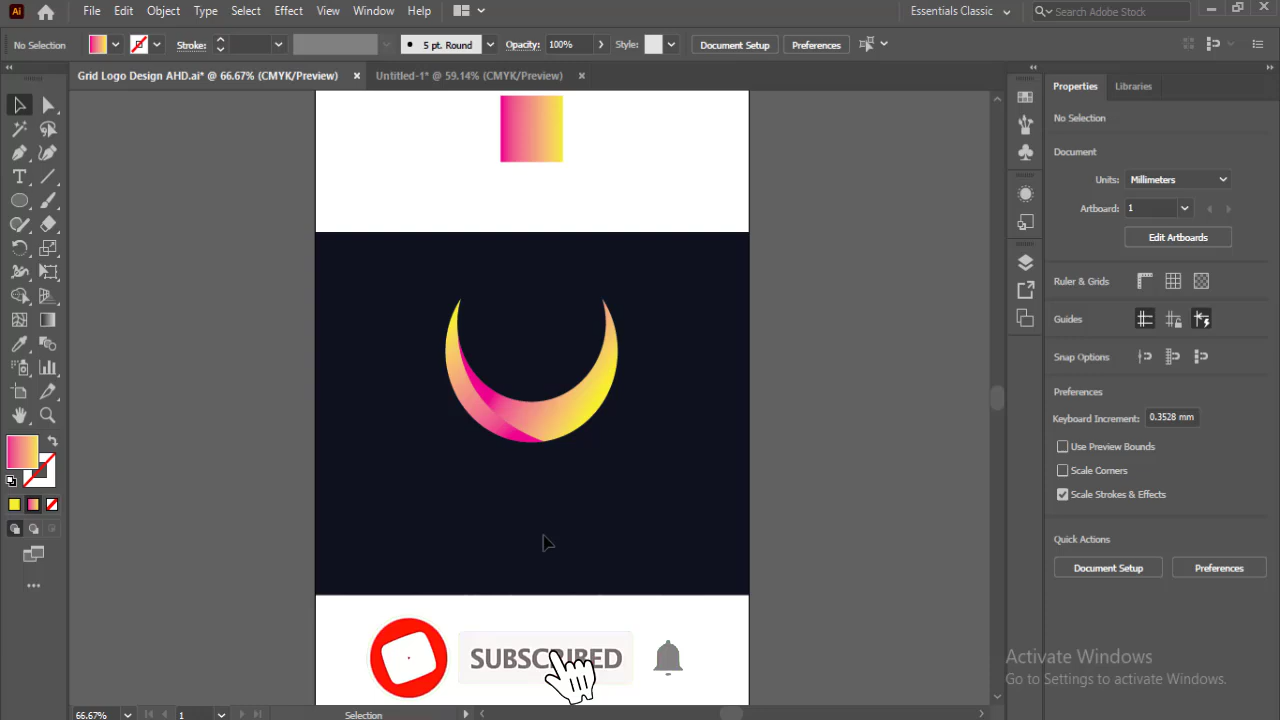 Ai File Edit Object Type Select Effect View Window Help Essentials Classic Search Adobe Stock
No Selection Stroke: 5 pt. Round Opacity: 100% Style: Document Setup Preferences
Grid Logo Design AHD.ai* @ 66.67% (CMYK/Preview) × Untitled-1* @ 59.14% (CMYK/Preview) ×
Properties Libraries
No Selection
Document
Units: Millimeters
Artboard: 1
Edit Artboards
Ruler & Grids
Guides
Snap Options
Preferences
Keyboard Increment: 0.3528 mm
Use Preview Bounds
Scale Corners
Scale Strokes & Effects
Quick Actions
Document Setup Preferences
SUBSCRIBED
Activate Windows
Go to Settings to activate Windows.
66.67% 1 Selection